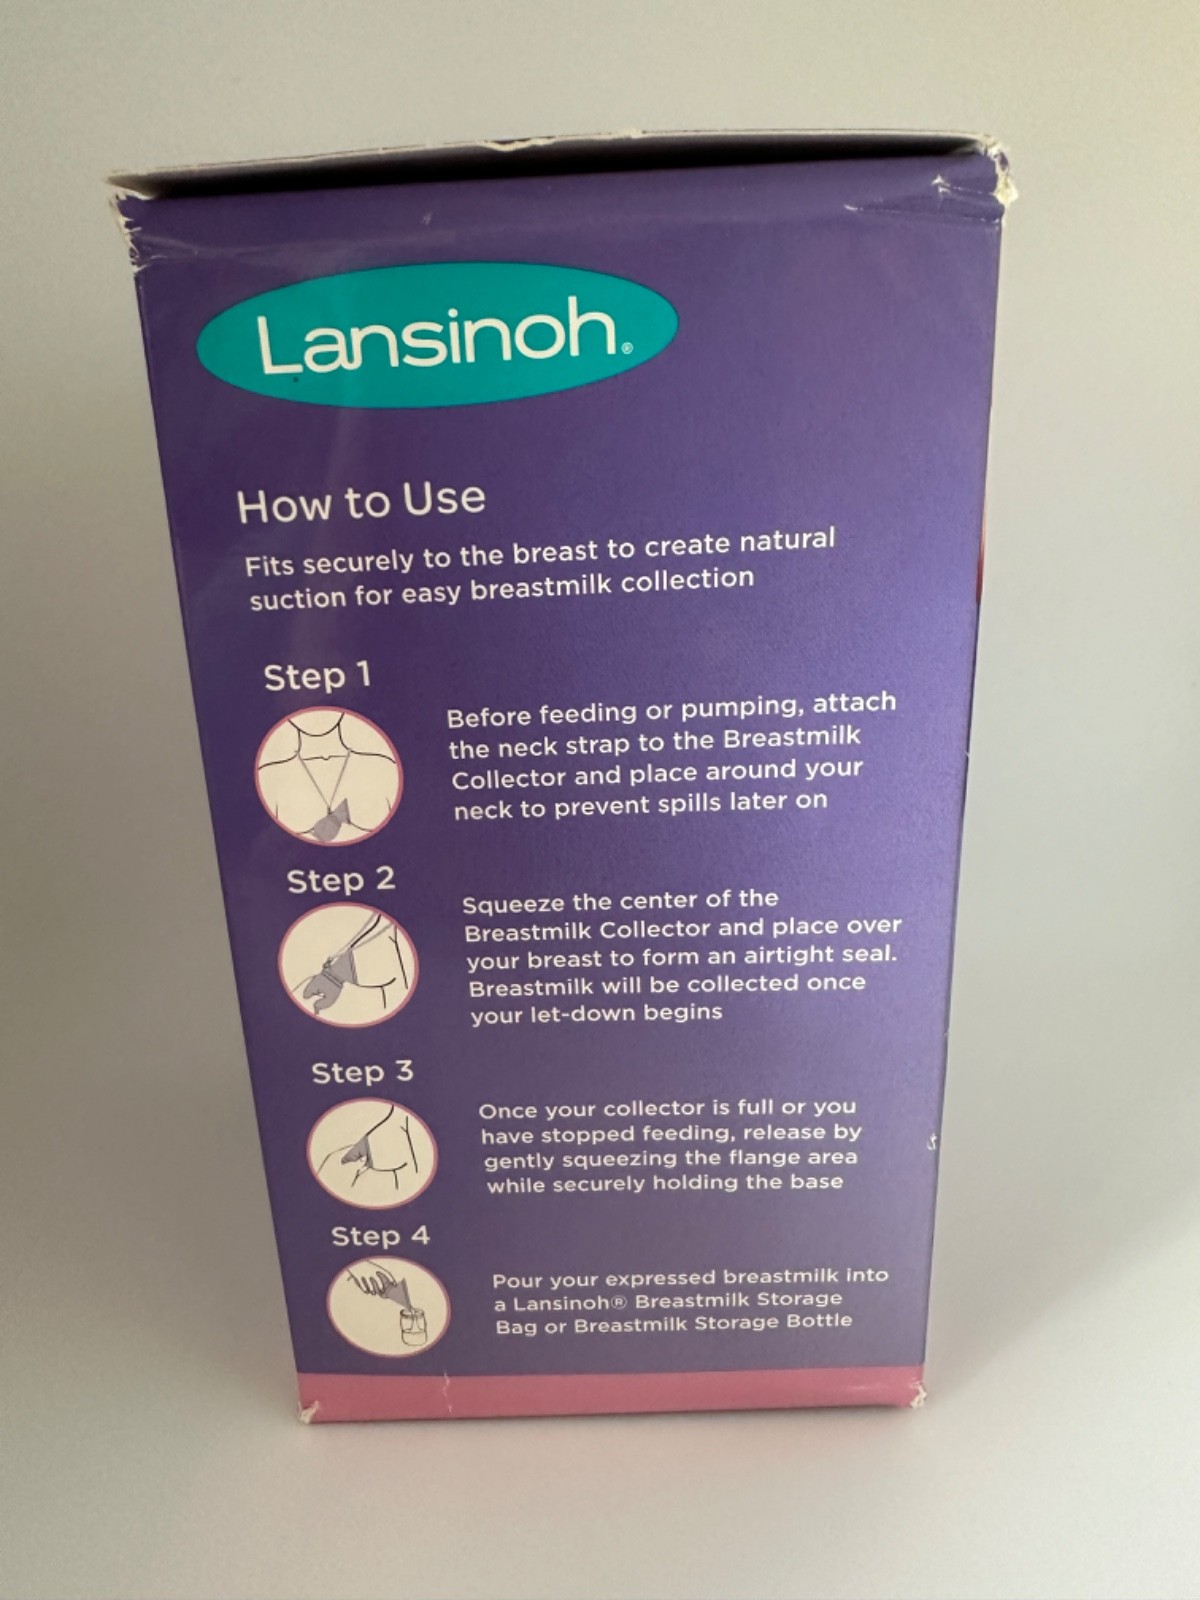 Lansinoh®
How to Use
Fits securely to the breast to create natural
suction for easy breastmilk collection
Step 1
Before feeding or pumping, attach
the neck strap to the Breastmilk
Collector and place around your
neck to prevent spills later on
Step 2
Squeeze the center of the
Breastmilk Collector and place over
your breast to form an airtight seal.
Breastmilk will be collected once
your let-down begins
Step 3
Once your collector is full or you
have stopped feeding, release by
gently squeezing the flange area
while securely holding the base
Step 4
Pour your expressed breastmilk into
a Lansinoh® Breastmilk Storage
Bag or Breastmilk Storage Bottle